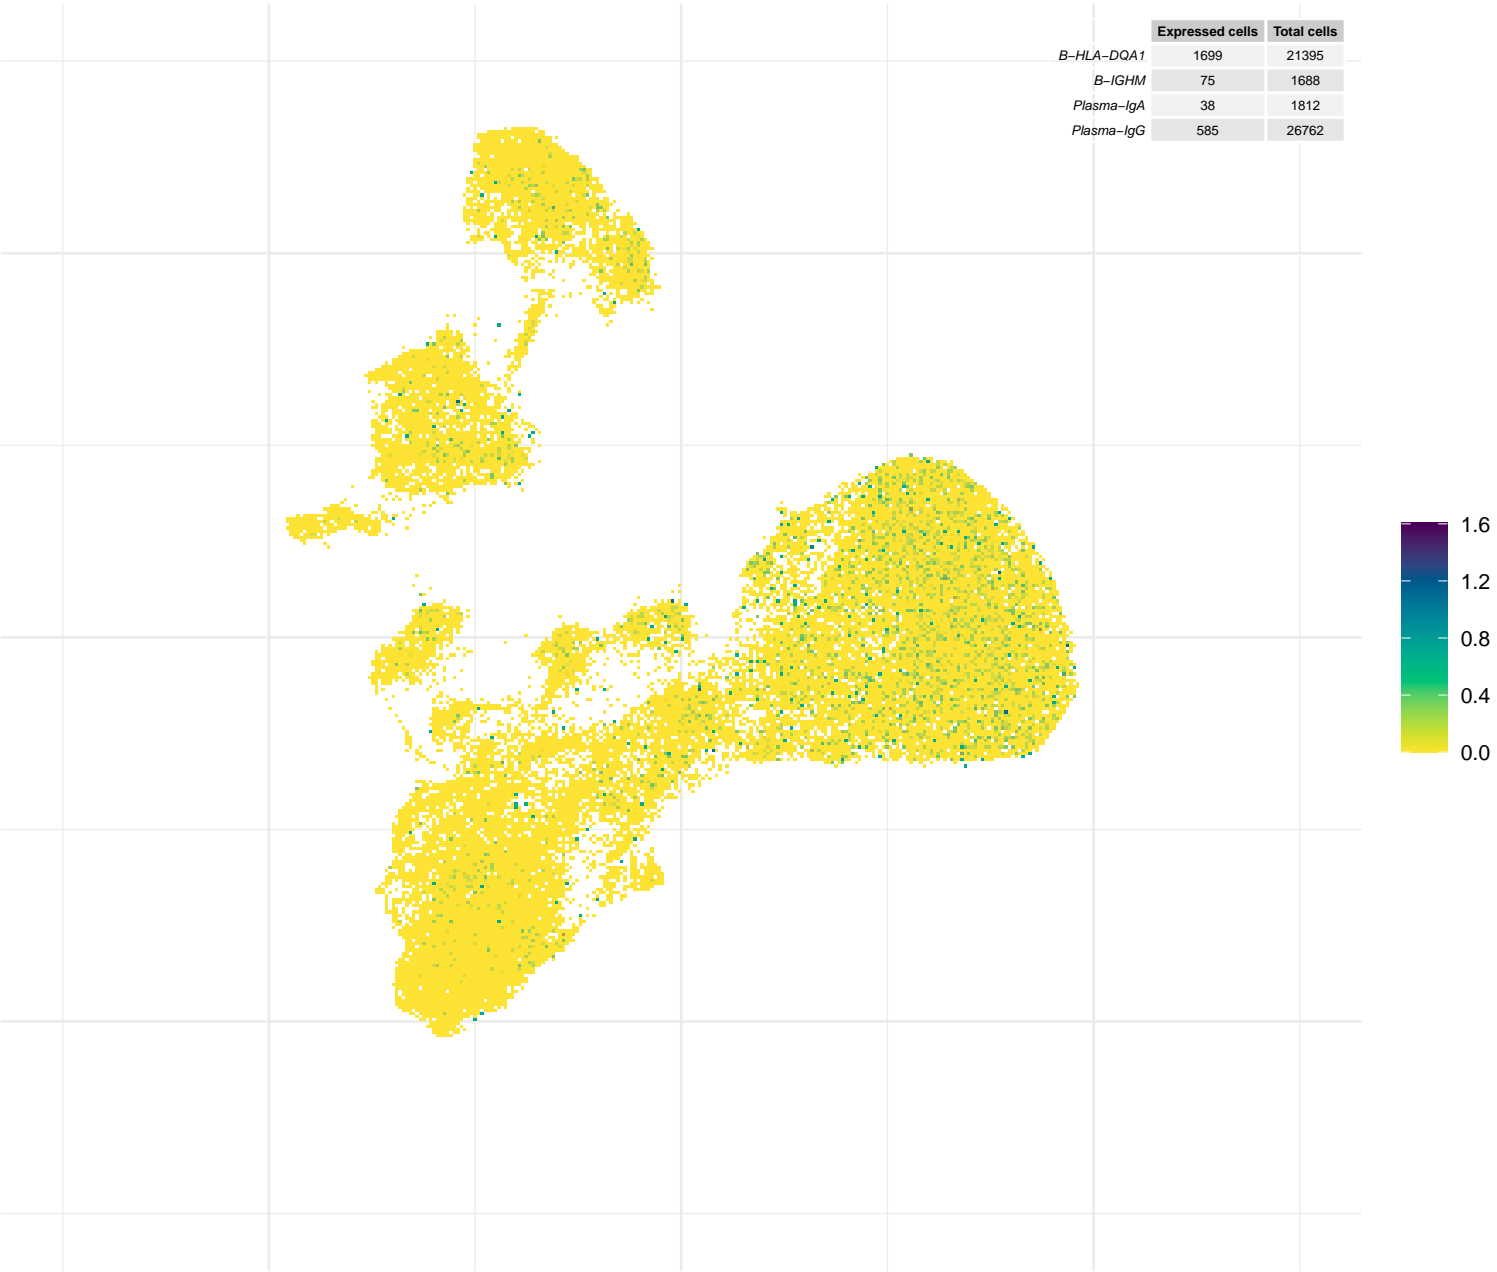 Expressed cells Total cells
B−HLA−DQA1 1699 21395
B−IGHM 75 1688
Plasma−IgA 38 1812
Plasma−IgG 585 26762
1.6
1.2
0.8
0.4
0.0